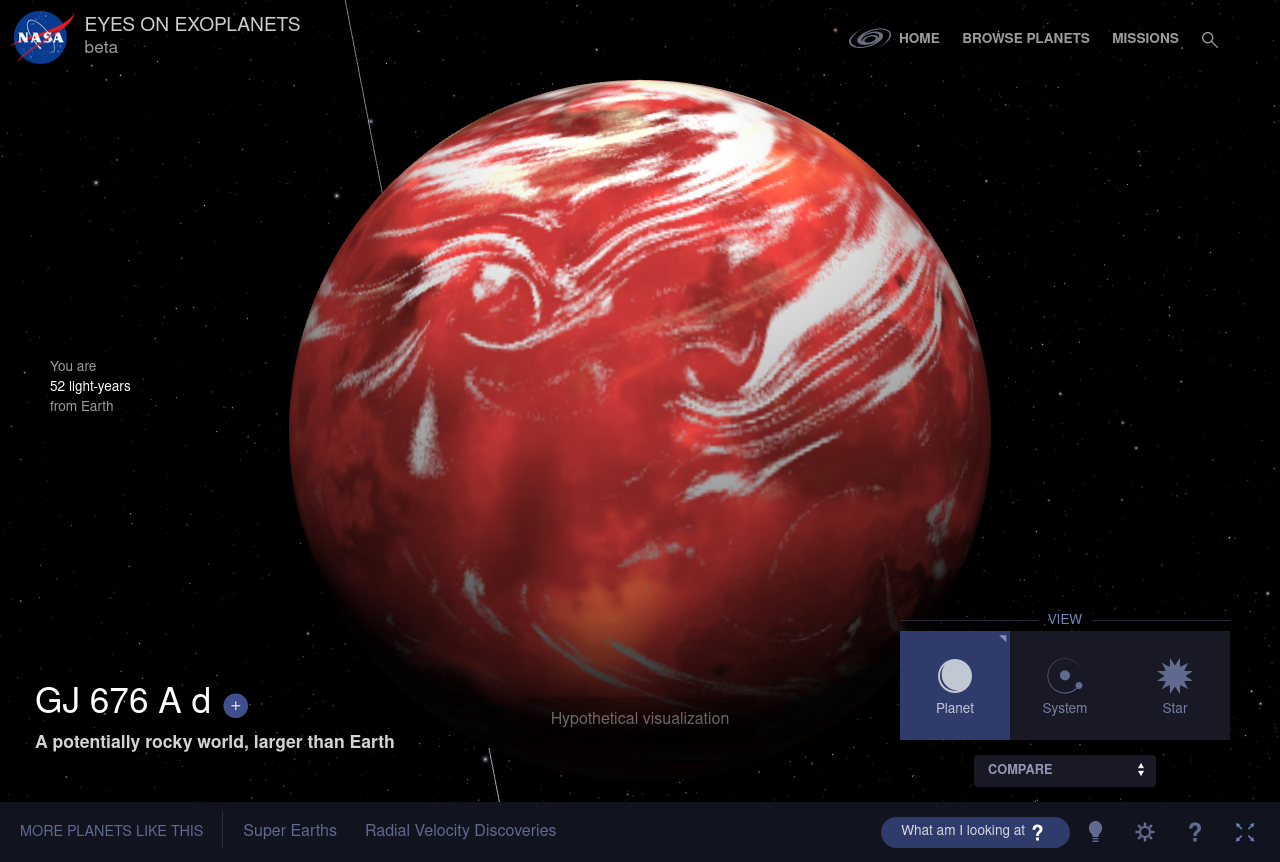 NASA
EYES ON EXOPLANETS
beta
HOME
BROWSE PLANETS
MISSIONS
You are
52 light-years
from Earth
VIEW
Planet
System
Star
GJ 676 A d +
A potentially rocky world, larger than Earth
Hypothetical visualization
COMPARE
MORE PLANETS LIKE THIS
Super Earths
Radial Velocity Discoveries
What am I looking at ?
?